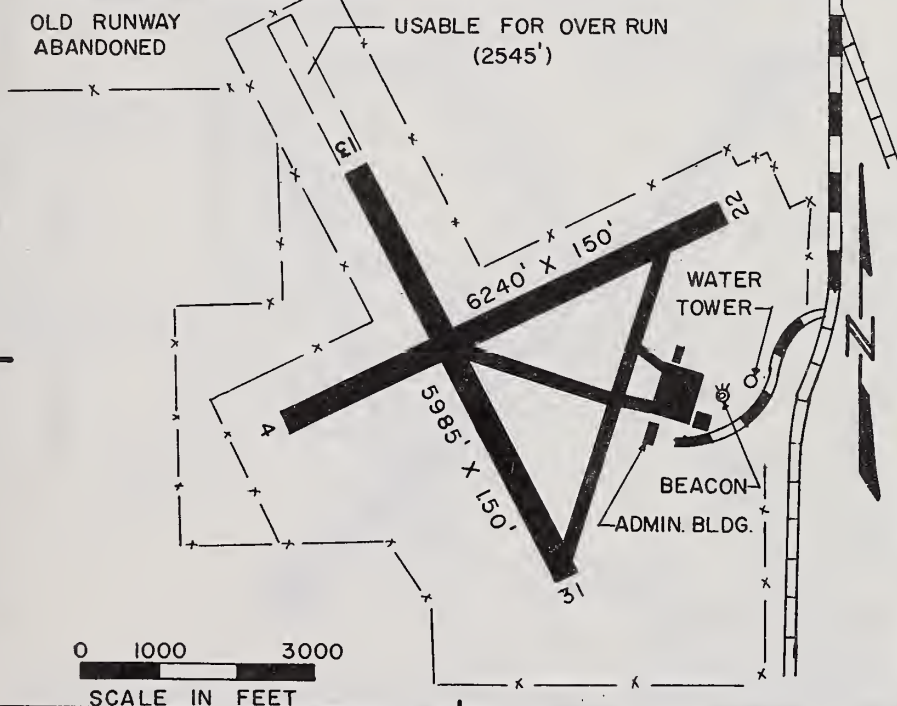 OLD RUNWAY
ABANDONED
USABLE FOR OVER RUN
(2545')
13
22
6240' X 150'
WATER
TOWER
N
4
5985' X 150'
BEACON
ADMIN. BLDG.
31
0 1000 3000
SCALE IN FEET